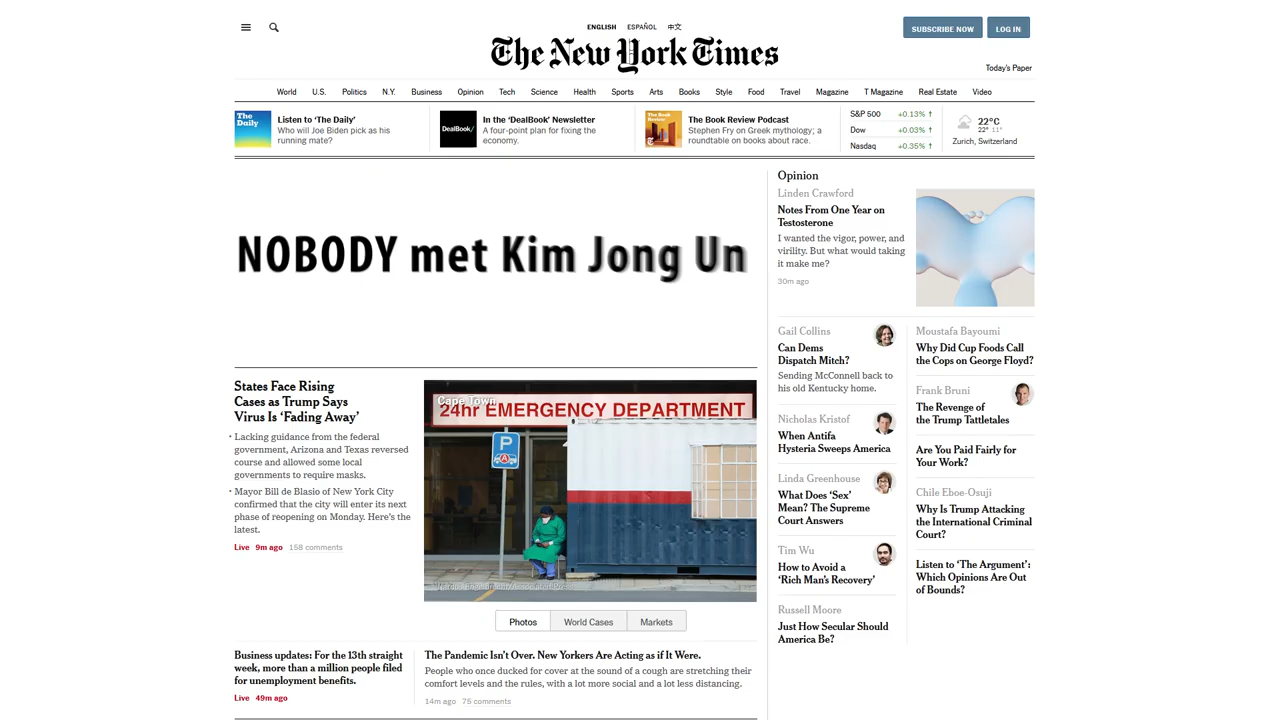 ENGLISH ESPAÑOL 中文
SUBSCRIBE NOW LOG IN
The New York Times
Today's Paper
World U.S. Politics N.Y. Business Opinion Tech Science Health Sports Arts Books Style Food Travel Magazine T Magazine Real Estate Video
The Daily
Listen to ‘The Daily’
Who will Joe Biden pick as his
running mate?
DealBook/
In the ‘DealBook’ Newsletter
A four-point plan for fixing the
economy.
The Book Review
The Book Review Podcast
Stephen Fry on Greek mythology; a
roundtable on books about race.
S&P 500 +0.13% ↑
Dow +0.03% ↑
Nasdaq +0.35% ↑
22°C
22° 11°
Zurich, Switzerland
NOBODY met Kim Jong Un
States Face Rising
Cases as Trump Says
Virus Is ‘Fading Away’
• Lacking guidance from the federal
government, Arizona and Texas reversed
course and allowed some local
governments to require masks.
• Mayor Bill de Blasio of New York City
confirmed that the city will enter its next
phase of reopening on Monday. Here’s the
latest.
Live 9m ago 158 comments
Cape Town
24hr EMERGENCY DEPARTMENT
P
Photos World Cases Markets
Business updates: For the 13th straight
week, more than a million people filed
for unemployment benefits.
Live 49m ago
The Pandemic Isn’t Over. New Yorkers Are Acting as if It Were.
People who once ducked for cover at the sound of a cough are stretching their
comfort levels and the rules, with a lot more social and a lot less distancing.
14m ago 75 comments
Opinion
Linden Crawford
Notes From One Year on
Testosterone
I wanted the vigor, power, and
virility. But what would taking
it make me?
30m ago
Gail Collins
Can Dems
Dispatch Mitch?
Sending McConnell back to
his old Kentucky home.
Nicholas Kristof
When Antifa
Hysteria Sweeps America
Linda Greenhouse
What Does ‘Sex’
Mean? The Supreme
Court Answers
Tim Wu
How to Avoid a
‘Rich Man’s Recovery’
Russell Moore
Just How Secular Should
America Be?
Moustafa Bayoumi
Why Did Cup Foods Call
the Cops on George Floyd?
Frank Bruni
The Revenge of
the Trump Tattletales
Are You Paid Fairly for
Your Work?
Chile Eboe-Osuji
Why Is Trump Attacking
the International Criminal
Court?
Listen to ‘The Argument’:
Which Opinions Are Out
of Bounds?